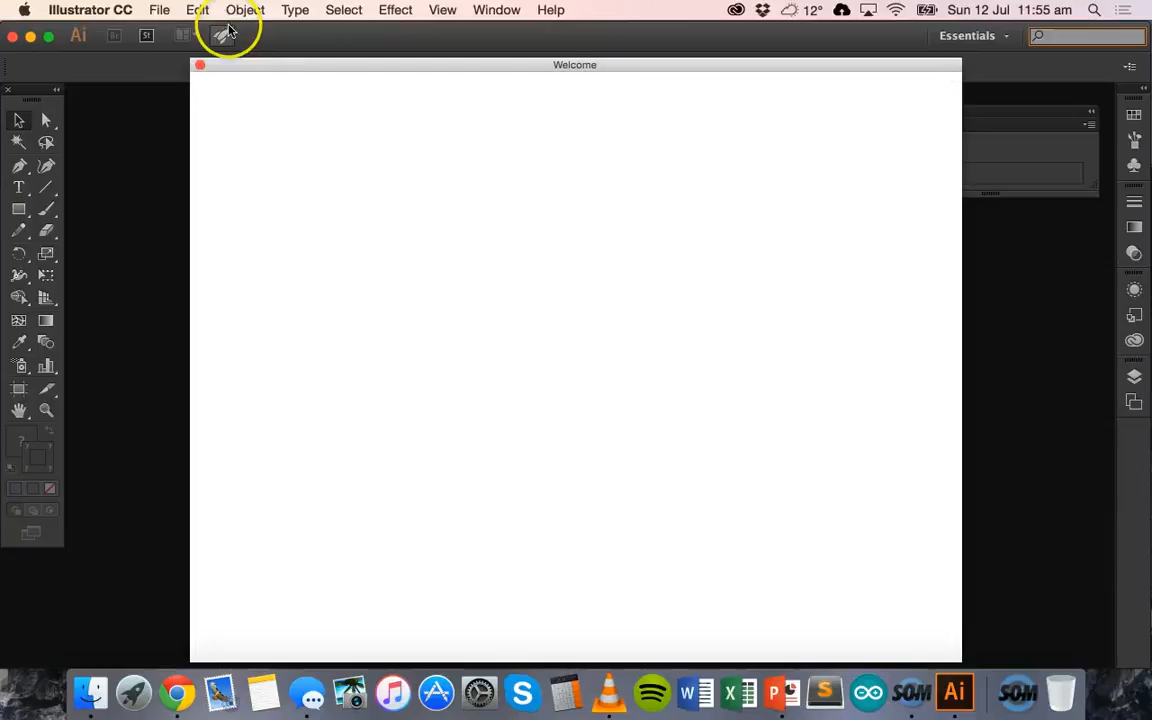 Illustrator CC File Edit Object Type Select Effect View Window Help 12° Sun 12 Jul 11:55 am
Ai Br St Essentials
Welcome
T
?
S W X P S SOM Ai SOM